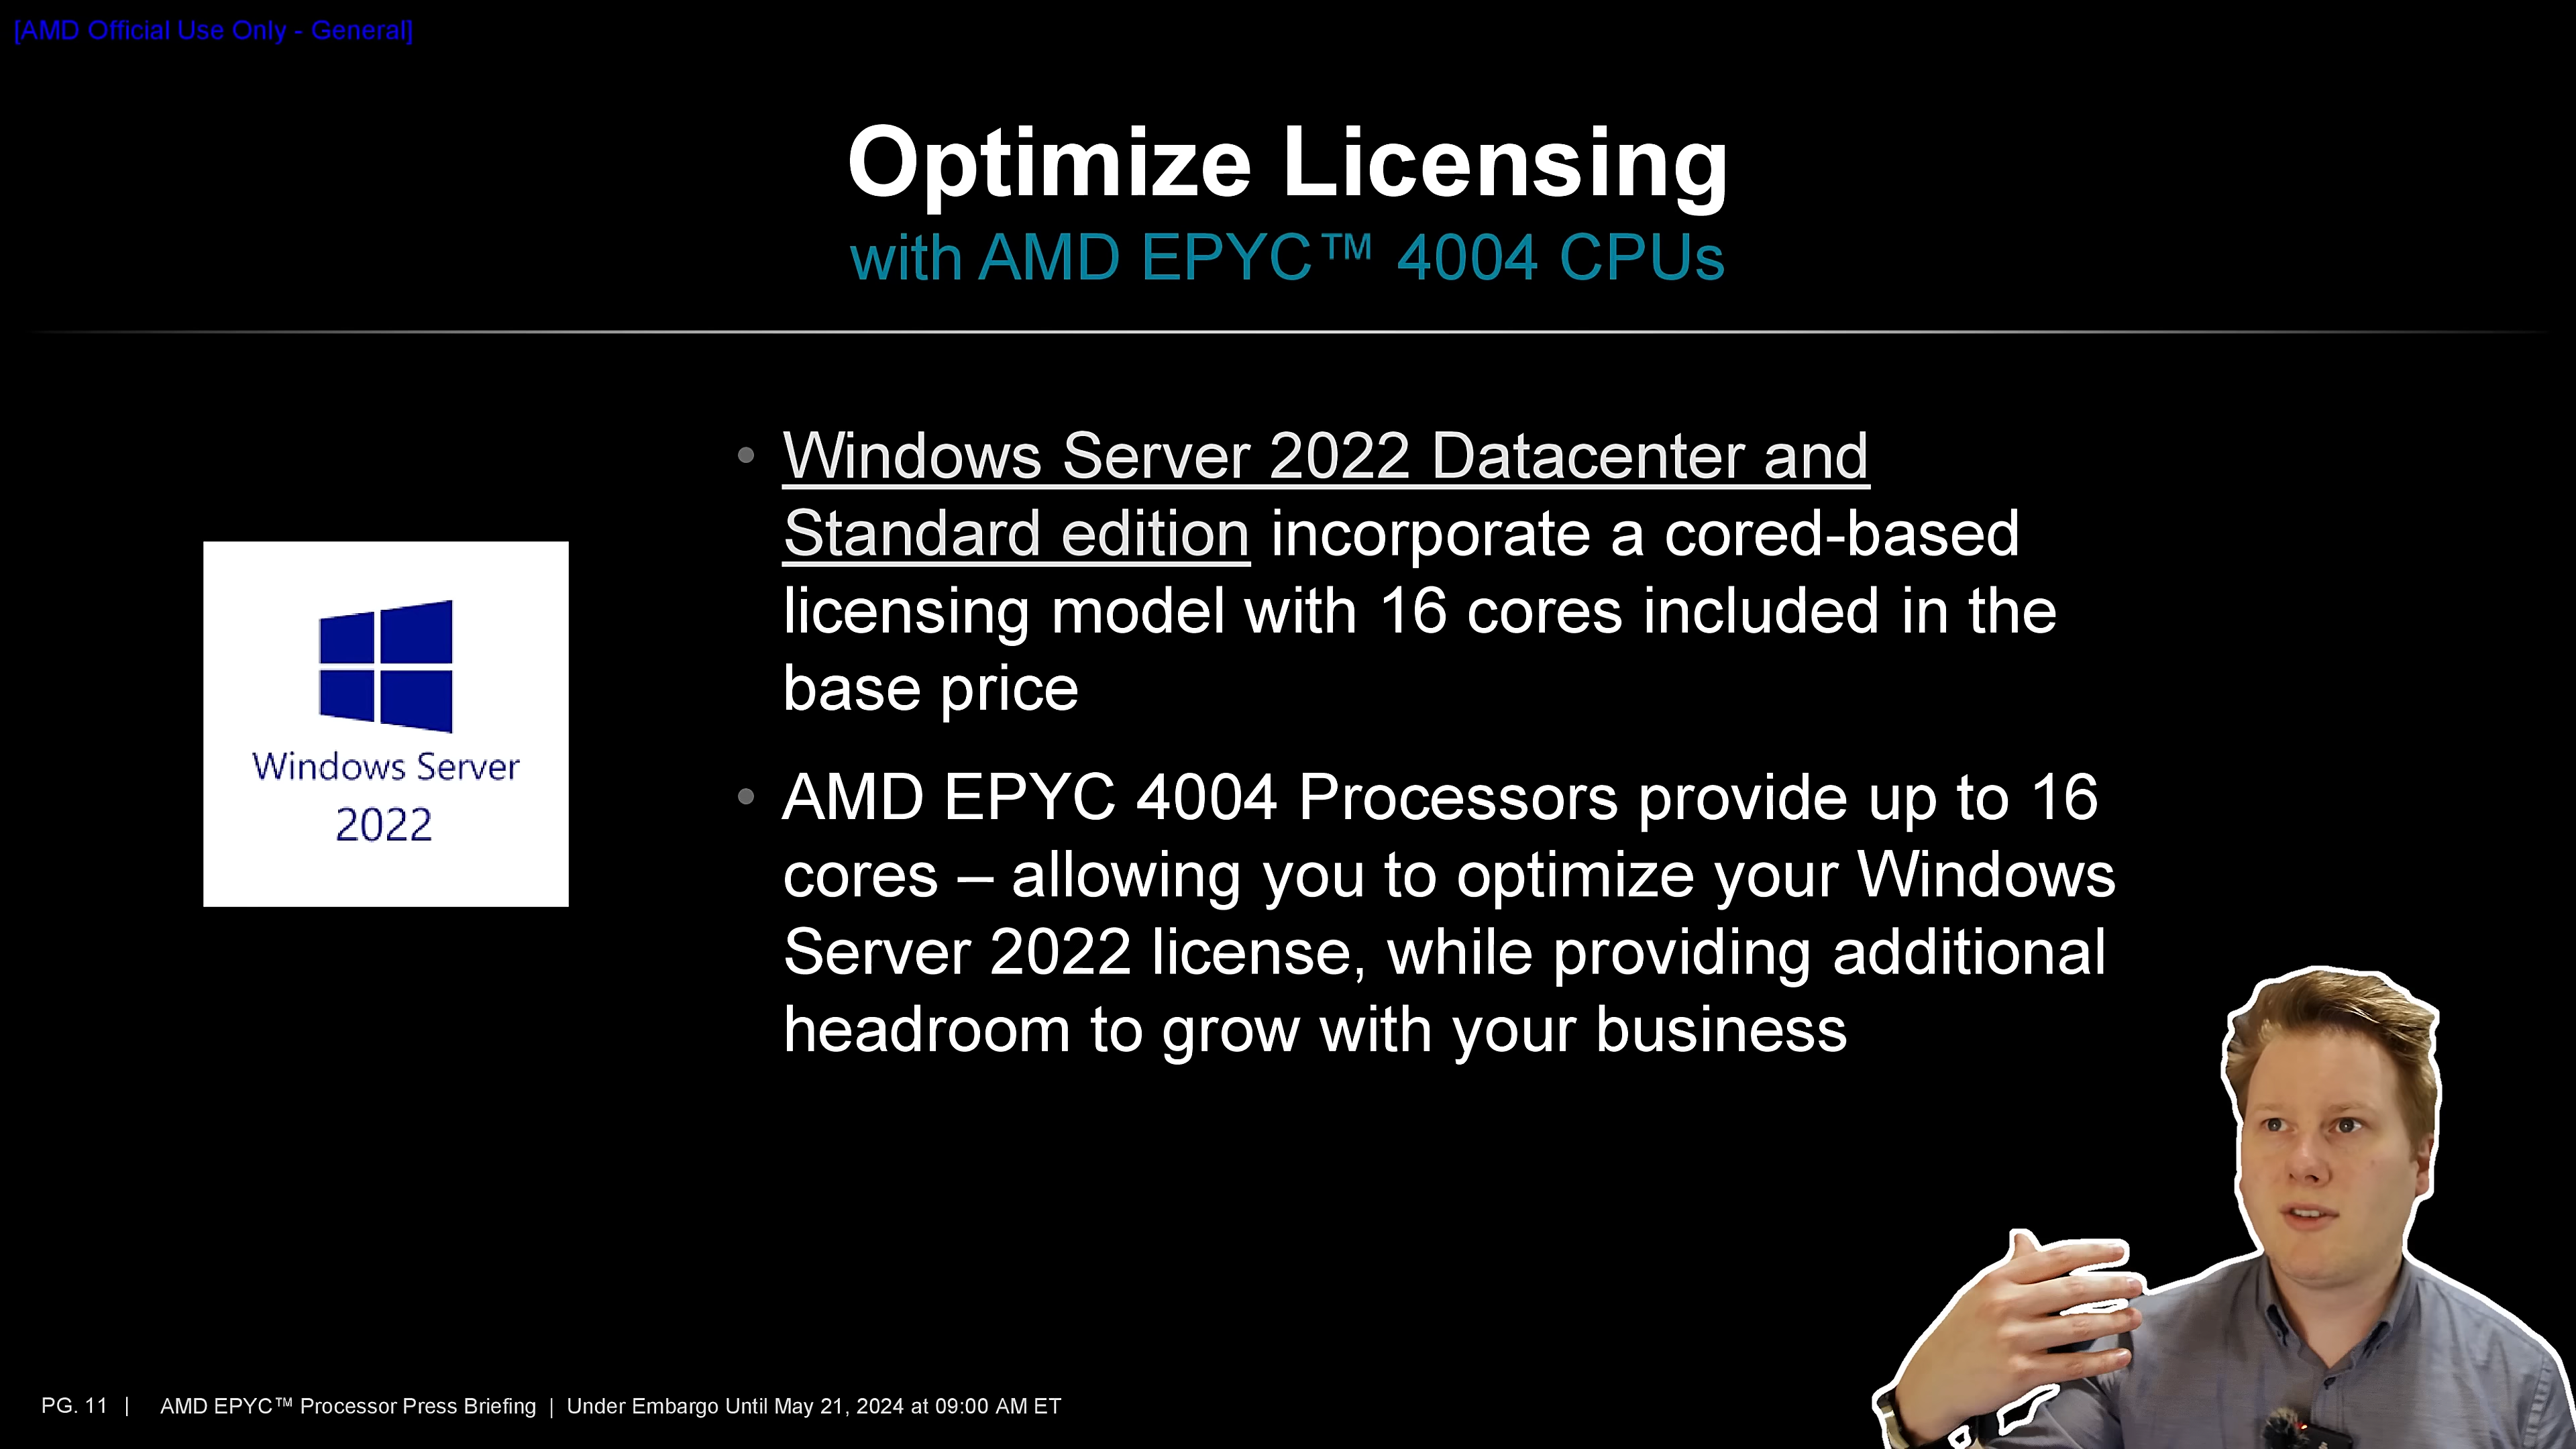 [AMD Official Use Only - General]
Optimize Licensing
with AMD EPYC™ 4004 CPUs
• Windows Server 2022 Datacenter and
Standard edition incorporate a cored-based
licensing model with 16 cores included in the
base price
Windows Server
2022
• AMD EPYC 4004 Processors provide up to 16
cores – allowing you to optimize your Windows
Server 2022 license, while providing additional
headroom to grow with your business
PG. 11 | AMD EPYC™ Processor Press Briefing | Under Embargo Until May 21, 2024 at 09:00 AM ET